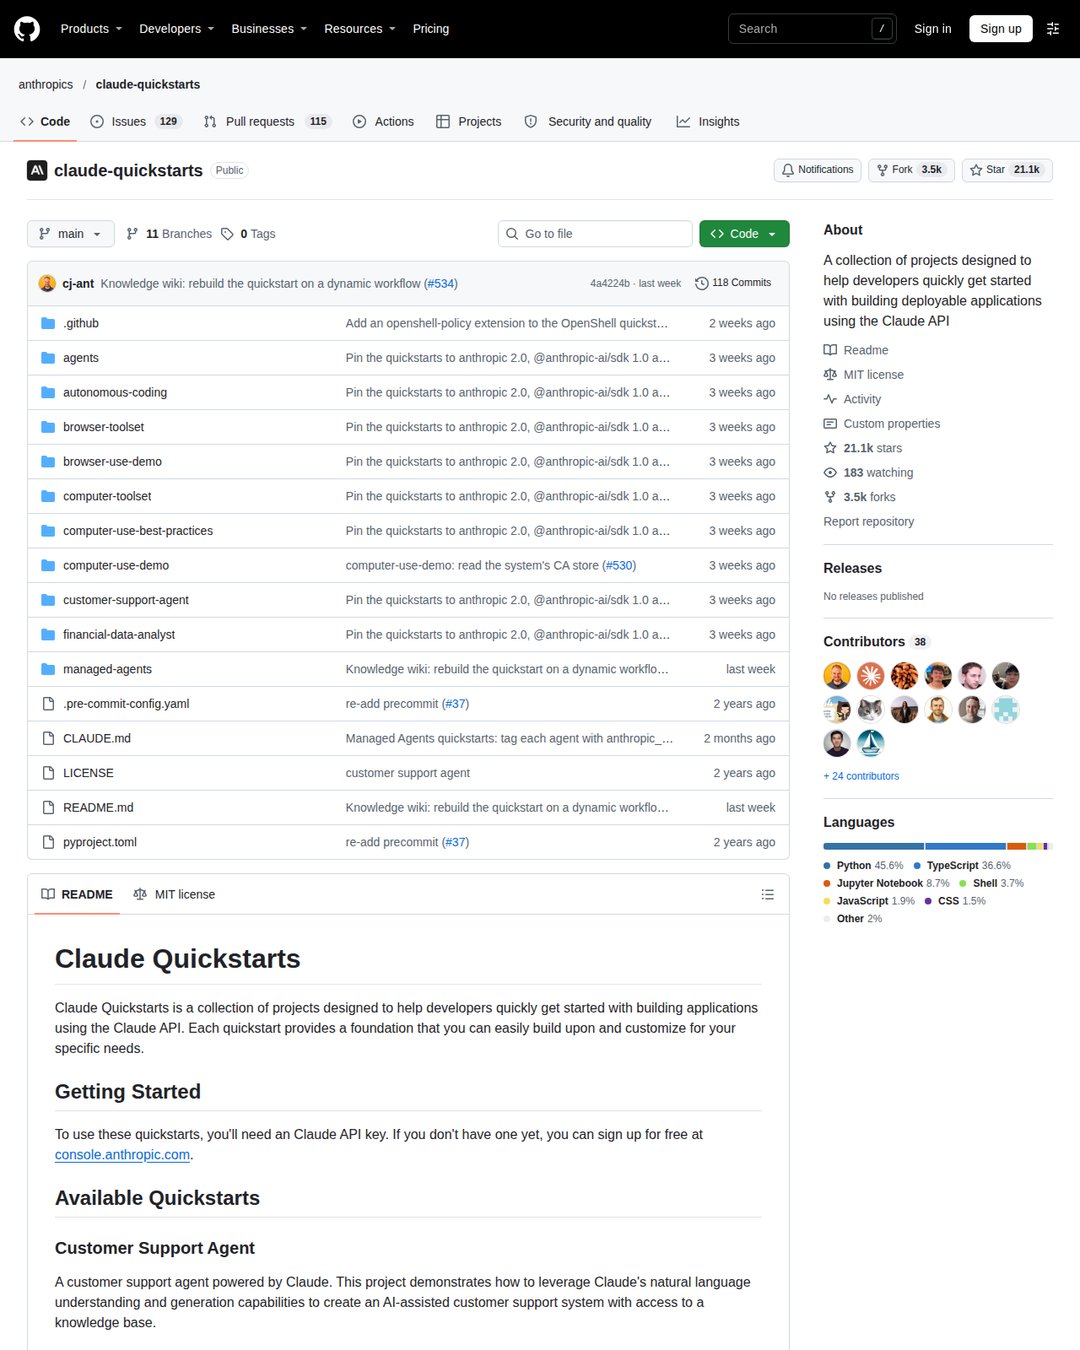 Products Developers Businesses Resources Pricing Search / Sign in Sign up
anthropics / claude-quickstarts
Code Issues 129 Pull requests 115 Actions Projects Security and quality Insights
claude-quickstarts Public Notifications Fork 3.5k Star 21.1k
main 11 Branches 0 Tags Go to file Code
cj-ant Knowledge wiki: rebuild the quickstart on a dynamic workflow (#534) 4a4224b · last week 118 Commits
.github Add an openshell-policy extension to the OpenShell quickst… 2 weeks ago
agents Pin the quickstarts to anthropic 2.0, @anthropic-ai/sdk 1.0 a… 3 weeks ago
autonomous-coding Pin the quickstarts to anthropic 2.0, @anthropic-ai/sdk 1.0 a… 3 weeks ago
browser-toolset Pin the quickstarts to anthropic 2.0, @anthropic-ai/sdk 1.0 a… 3 weeks ago
browser-use-demo Pin the quickstarts to anthropic 2.0, @anthropic-ai/sdk 1.0 a… 3 weeks ago
computer-toolset Pin the quickstarts to anthropic 2.0, @anthropic-ai/sdk 1.0 a… 3 weeks ago
computer-use-best-practices Pin the quickstarts to anthropic 2.0, @anthropic-ai/sdk 1.0 a… 3 weeks ago
computer-use-demo computer-use-demo: read the system's CA store (#530) 3 weeks ago
customer-support-agent Pin the quickstarts to anthropic 2.0, @anthropic-ai/sdk 1.0 a… 3 weeks ago
financial-data-analyst Pin the quickstarts to anthropic 2.0, @anthropic-ai/sdk 1.0 a… 3 weeks ago
managed-agents Knowledge wiki: rebuild the quickstart on a dynamic workflo… last week
.pre-commit-config.yaml re-add precommit (#37) 2 years ago
CLAUDE.md Managed Agents quickstarts: tag each agent with anthropic_… 2 months ago
LICENSE customer support agent 2 years ago
README.md Knowledge wiki: rebuild the quickstart on a dynamic workflo… last week
pyproject.toml re-add precommit (#37) 2 years ago
README MIT license
Claude Quickstarts
Claude Quickstarts is a collection of projects designed to help developers quickly get started with building applications
using the Claude API. Each quickstart provides a foundation that you can easily build upon and customize for your
specific needs.
Getting Started
To use these quickstarts, you'll need an Claude API key. If you don't have one yet, you can sign up for free at
console.anthropic.com.
Available Quickstarts
Customer Support Agent
A customer support agent powered by Claude. This project demonstrates how to leverage Claude's natural language
understanding and generation capabilities to create an AI-assisted customer support system with access to a
knowledge base.
About
A collection of projects designed to
help developers quickly get started
with building deployable applications
using the Claude API
Readme
MIT license
Activity
Custom properties
21.1k stars
183 watching
3.5k forks
Report repository
Releases
No releases published
Contributors 38
+ 24 contributors
Languages
Python 45.6% TypeScript 36.6%
Jupyter Notebook 8.7% Shell 3.7%
JavaScript 1.9% CSS 1.5%
Other 2%